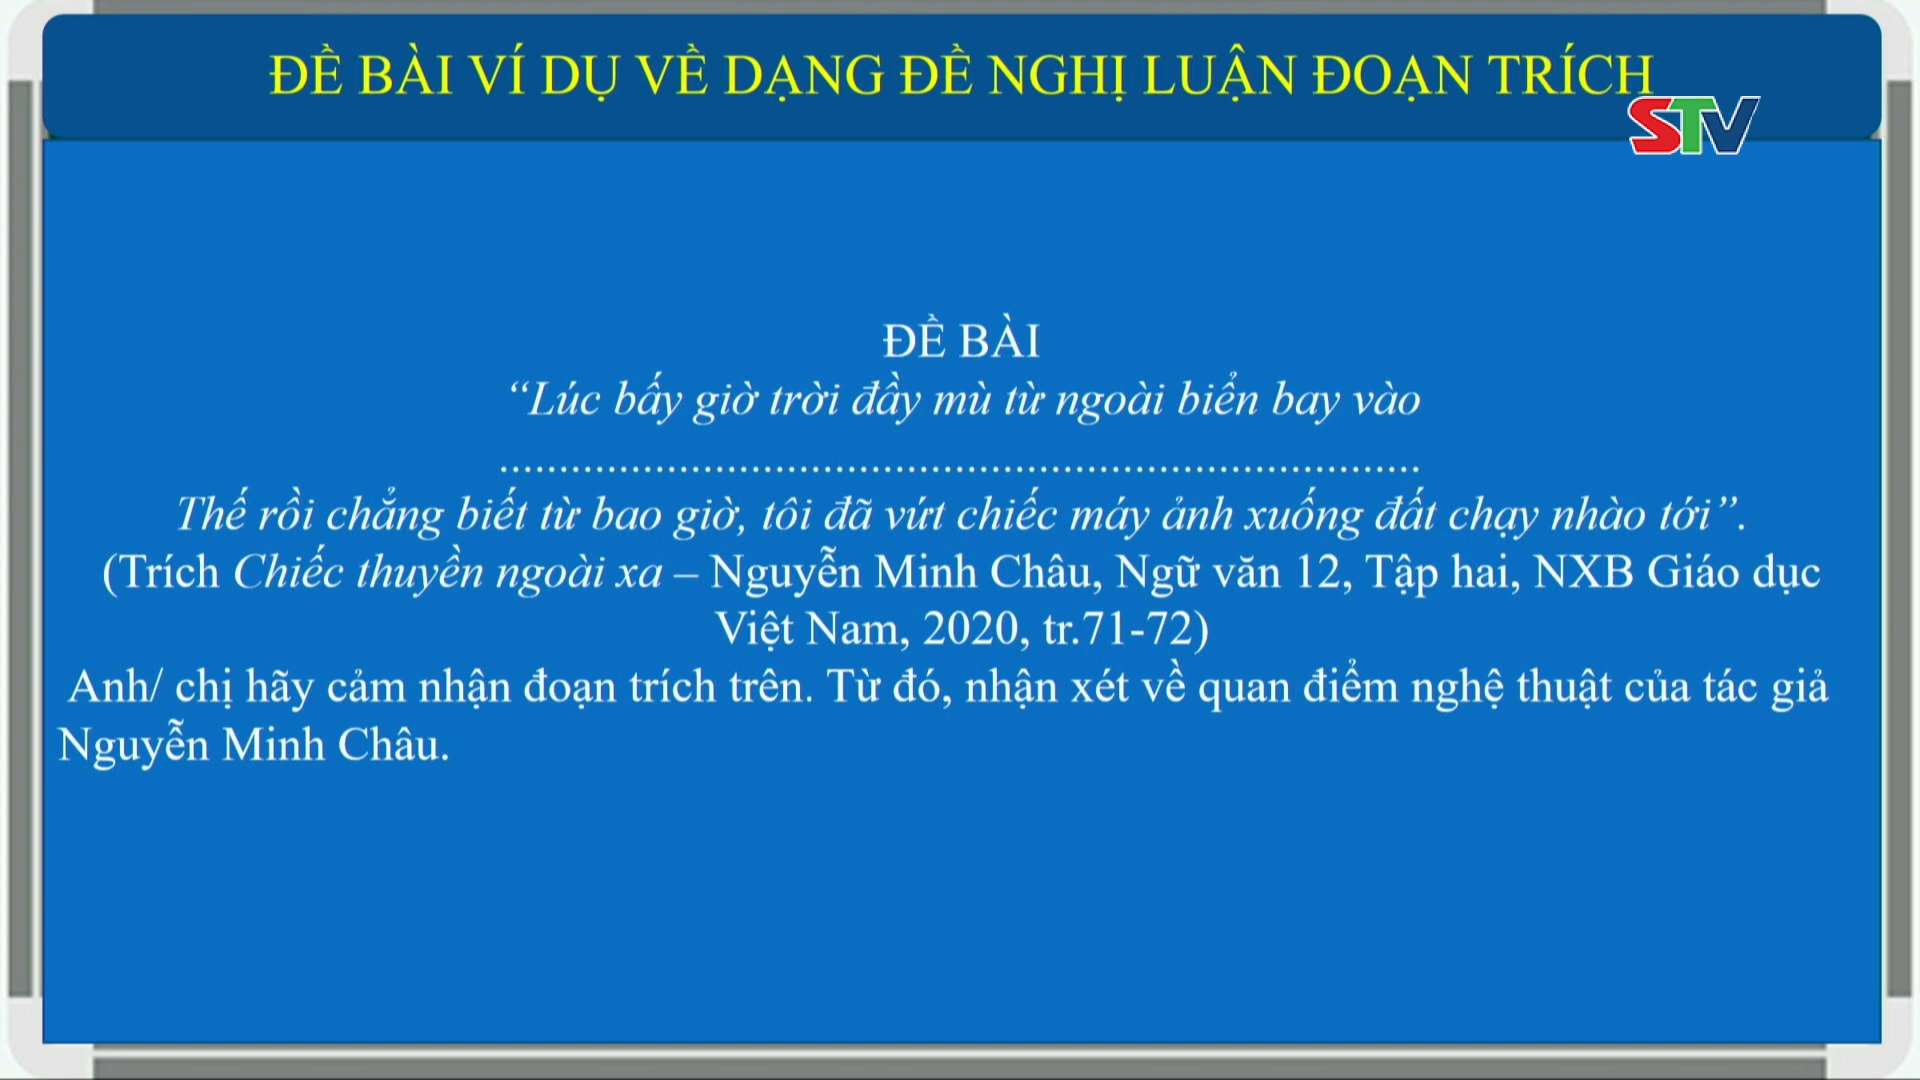 ĐỀ BÀI VÍ DỤ VỀ DẠNG ĐỀ NGHỊ LUẬN ĐOẠN TRÍCH
STV
ĐỀ BÀI
“Lúc bấy giờ trời đầy mù từ ngoài biển bay vào
.............................................................................
Thế rồi chẳng biết từ bao giờ, tôi đã vứt chiếc máy ảnh xuống đất chạy nhào tới”.
(Trích Chiếc thuyền ngoài xa – Nguyễn Minh Châu, Ngữ văn 12, Tập hai, NXB Giáo dục
Việt Nam, 2020, tr.71-72)
Anh/ chị hãy cảm nhận đoạn trích trên. Từ đó, nhận xét về quan điểm nghệ thuật của tác giả
Nguyễn Minh Châu.